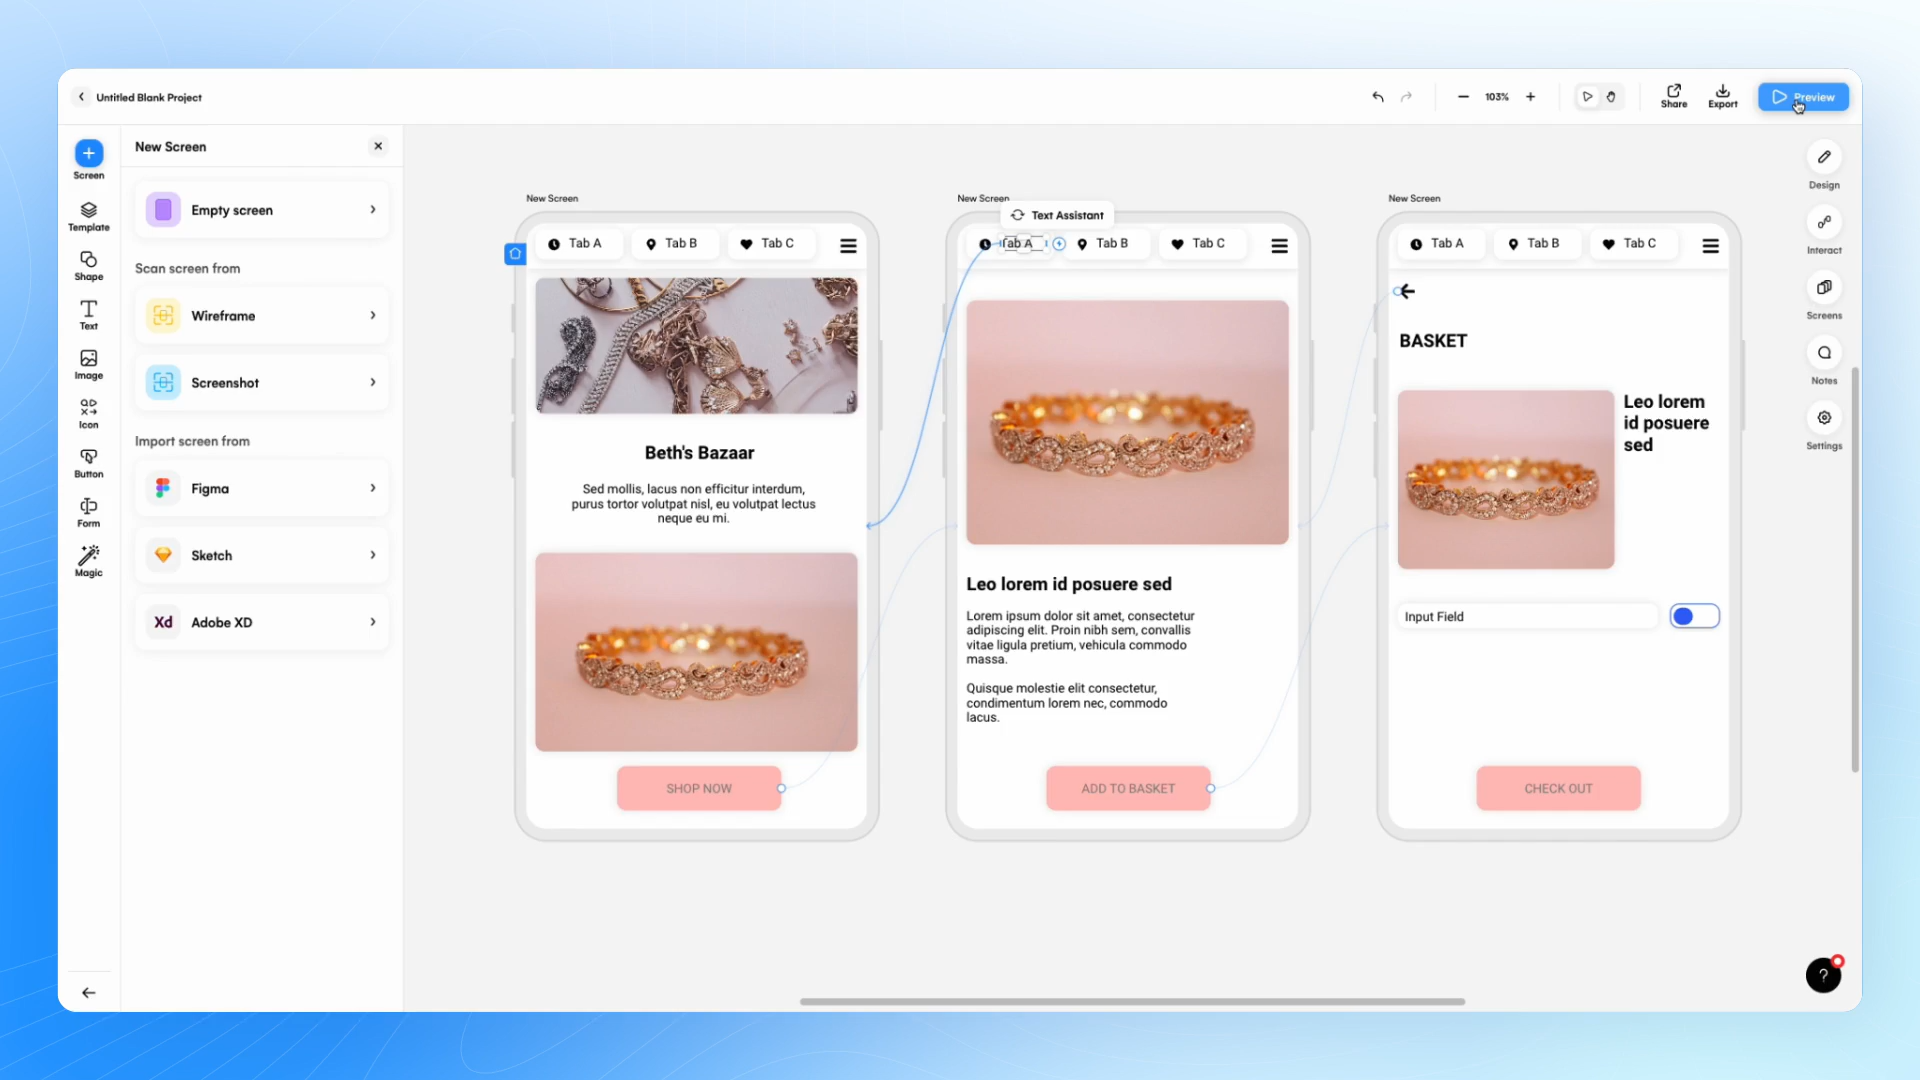 Untitled Blank Project
103%
Share
Export
Preview
Screen
Template
Shape
Text
Image
Icon
Button
Form
Magic
New Screen
Empty screen
Scan screen from
Wireframe
Screenshot
Import screen from
Figma
Sketch
Xd Adobe XD
New Screen
Tab A Tab B Tab C
Beth's Bazaar
Sed mollis, lacus non efficitur interdum,
purus tortor volutpat nisl, eu volutpat lectus
neque eu mi.
SHOP NOW
New Screen
Text Assistant
Tab A Tab B Tab C
Leo lorem id posuere sed
Lorem ipsum dolor sit amet, consectetur
adipiscing elit. Proin nibh sem, convallis
vitae ligula pretium, vehicula commodo
massa.
Quisque molestie elit consectetur,
condimentum lorem nec, commodo
lacus.
ADD TO BASKET
New Screen
Tab A Tab B Tab C
BASKET
Leo lorem
id posuere
sed
Input Field
CHECK OUT
Design
Interact
Screens
Notes
Settings
?